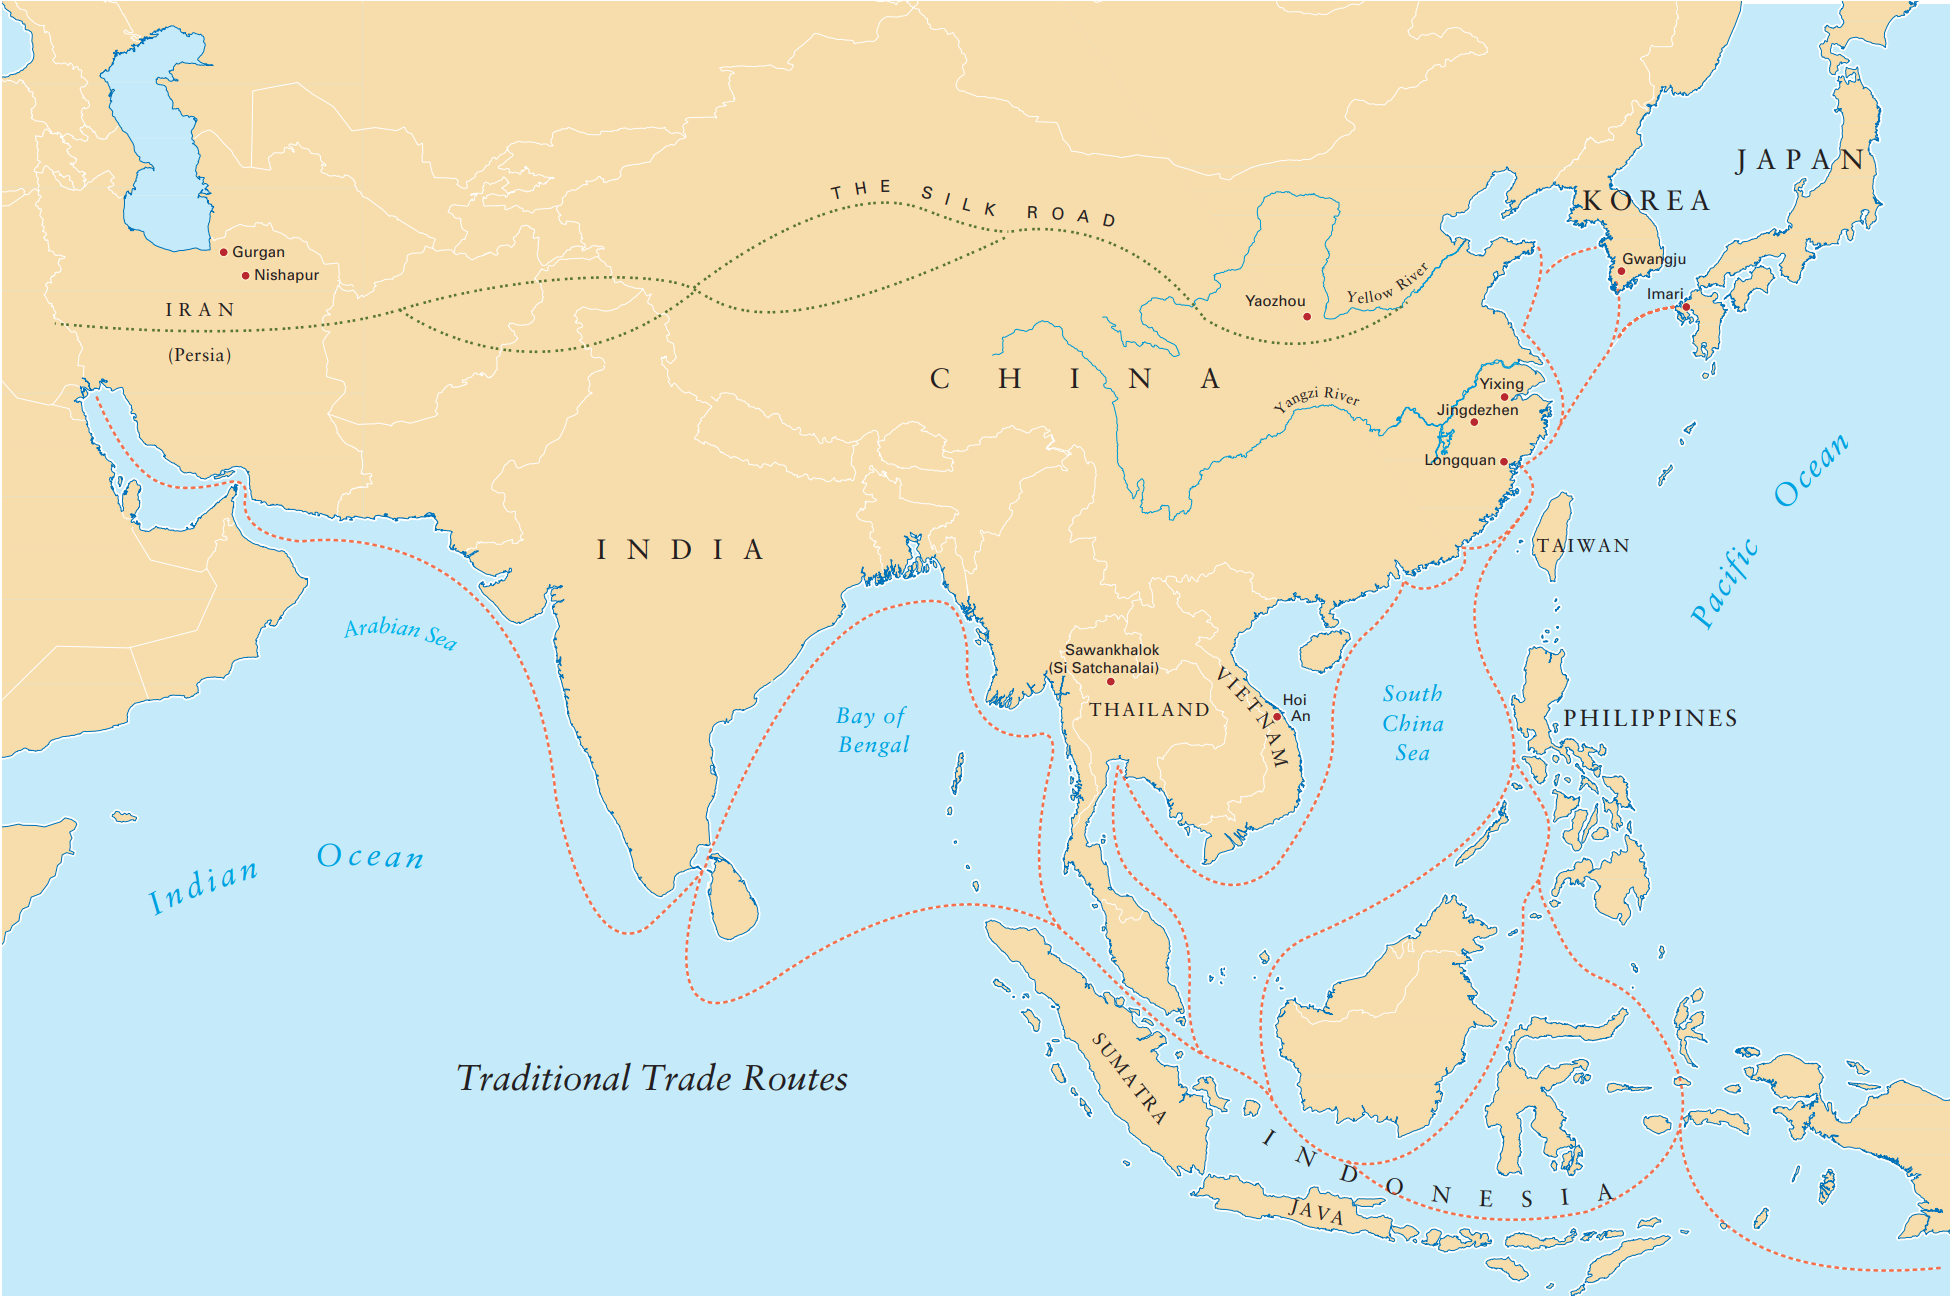 THE SILK ROAD
JAPAN
KOREA
Gurgan
Nishapur
Gwangju
Imari
IRAN
(Persia)
Yaozhou
Yellow River
CHINA
Yangzi River
Yixing
Jingdezhen
Longquan
INDIA
TAIWAN
Pacific Ocean
Arabian Sea
Sawankhalok
(Si Satchanalai)
THAILAND
VIETNAM
Hoi
An
South
China
Sea
PHILIPPINES
Bay of
Bengal
Indian Ocean
Traditional Trade Routes
SUMATRA
INDONESIA
JAVA